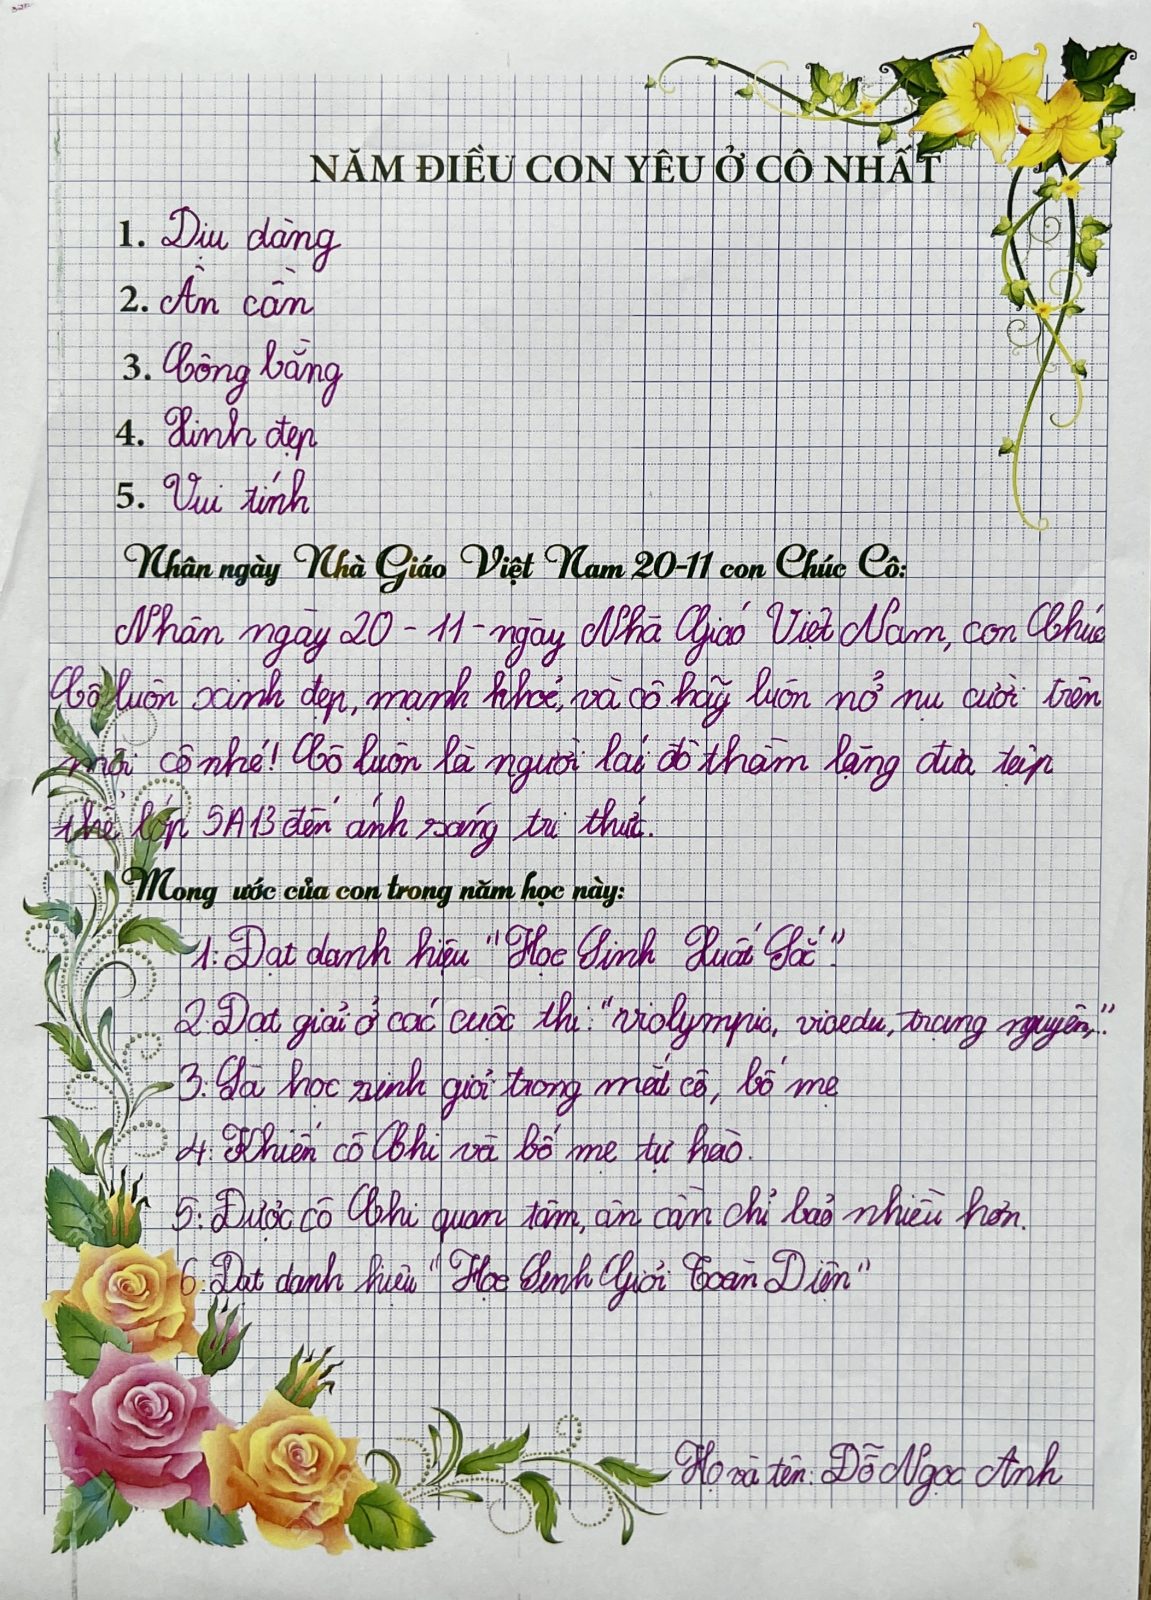 NĂM ĐIỀU CON YÊU Ở CÔ NHẤT
1. Dịu dàng
2. Ân cần
3. Công bằng
4. Xinh đẹp
5. Vui tính
Nhân ngày Nhà Giáo Việt Nam 20-11 con Chúc Cô:
Nhân ngày 20 - 11 - ngày Nhà Giáo Việt Nam, con Chúc
Cô luôn xinh đẹp, mạnh khoẻ, và cô hãy luôn nở nụ cười trên
môi cô nhé! Cô luôn là người lái đò thầm lặng đưa tập
thể lớp 5A13 đến ánh sáng tri thức.
Mong ước của con trong năm học này:
1: Đạt danh hiệu "Học Sinh Xuất Sắc".
2: Đạt giải ở các cuộc thi: "violympic, vioedu, trạng nguyên,."
3: Là học sinh giỏi trong mắt cô, bố mẹ
4: Khiến cô Chi và bố mẹ tự hào.
5: Được cô Chi quan tâm, ân cần chỉ bảo nhiều hơn.
6: Đạt danh hiệu "Học Sinh Giỏi Toàn Diện"
Họ và tên: Đỗ Ngọc Anh